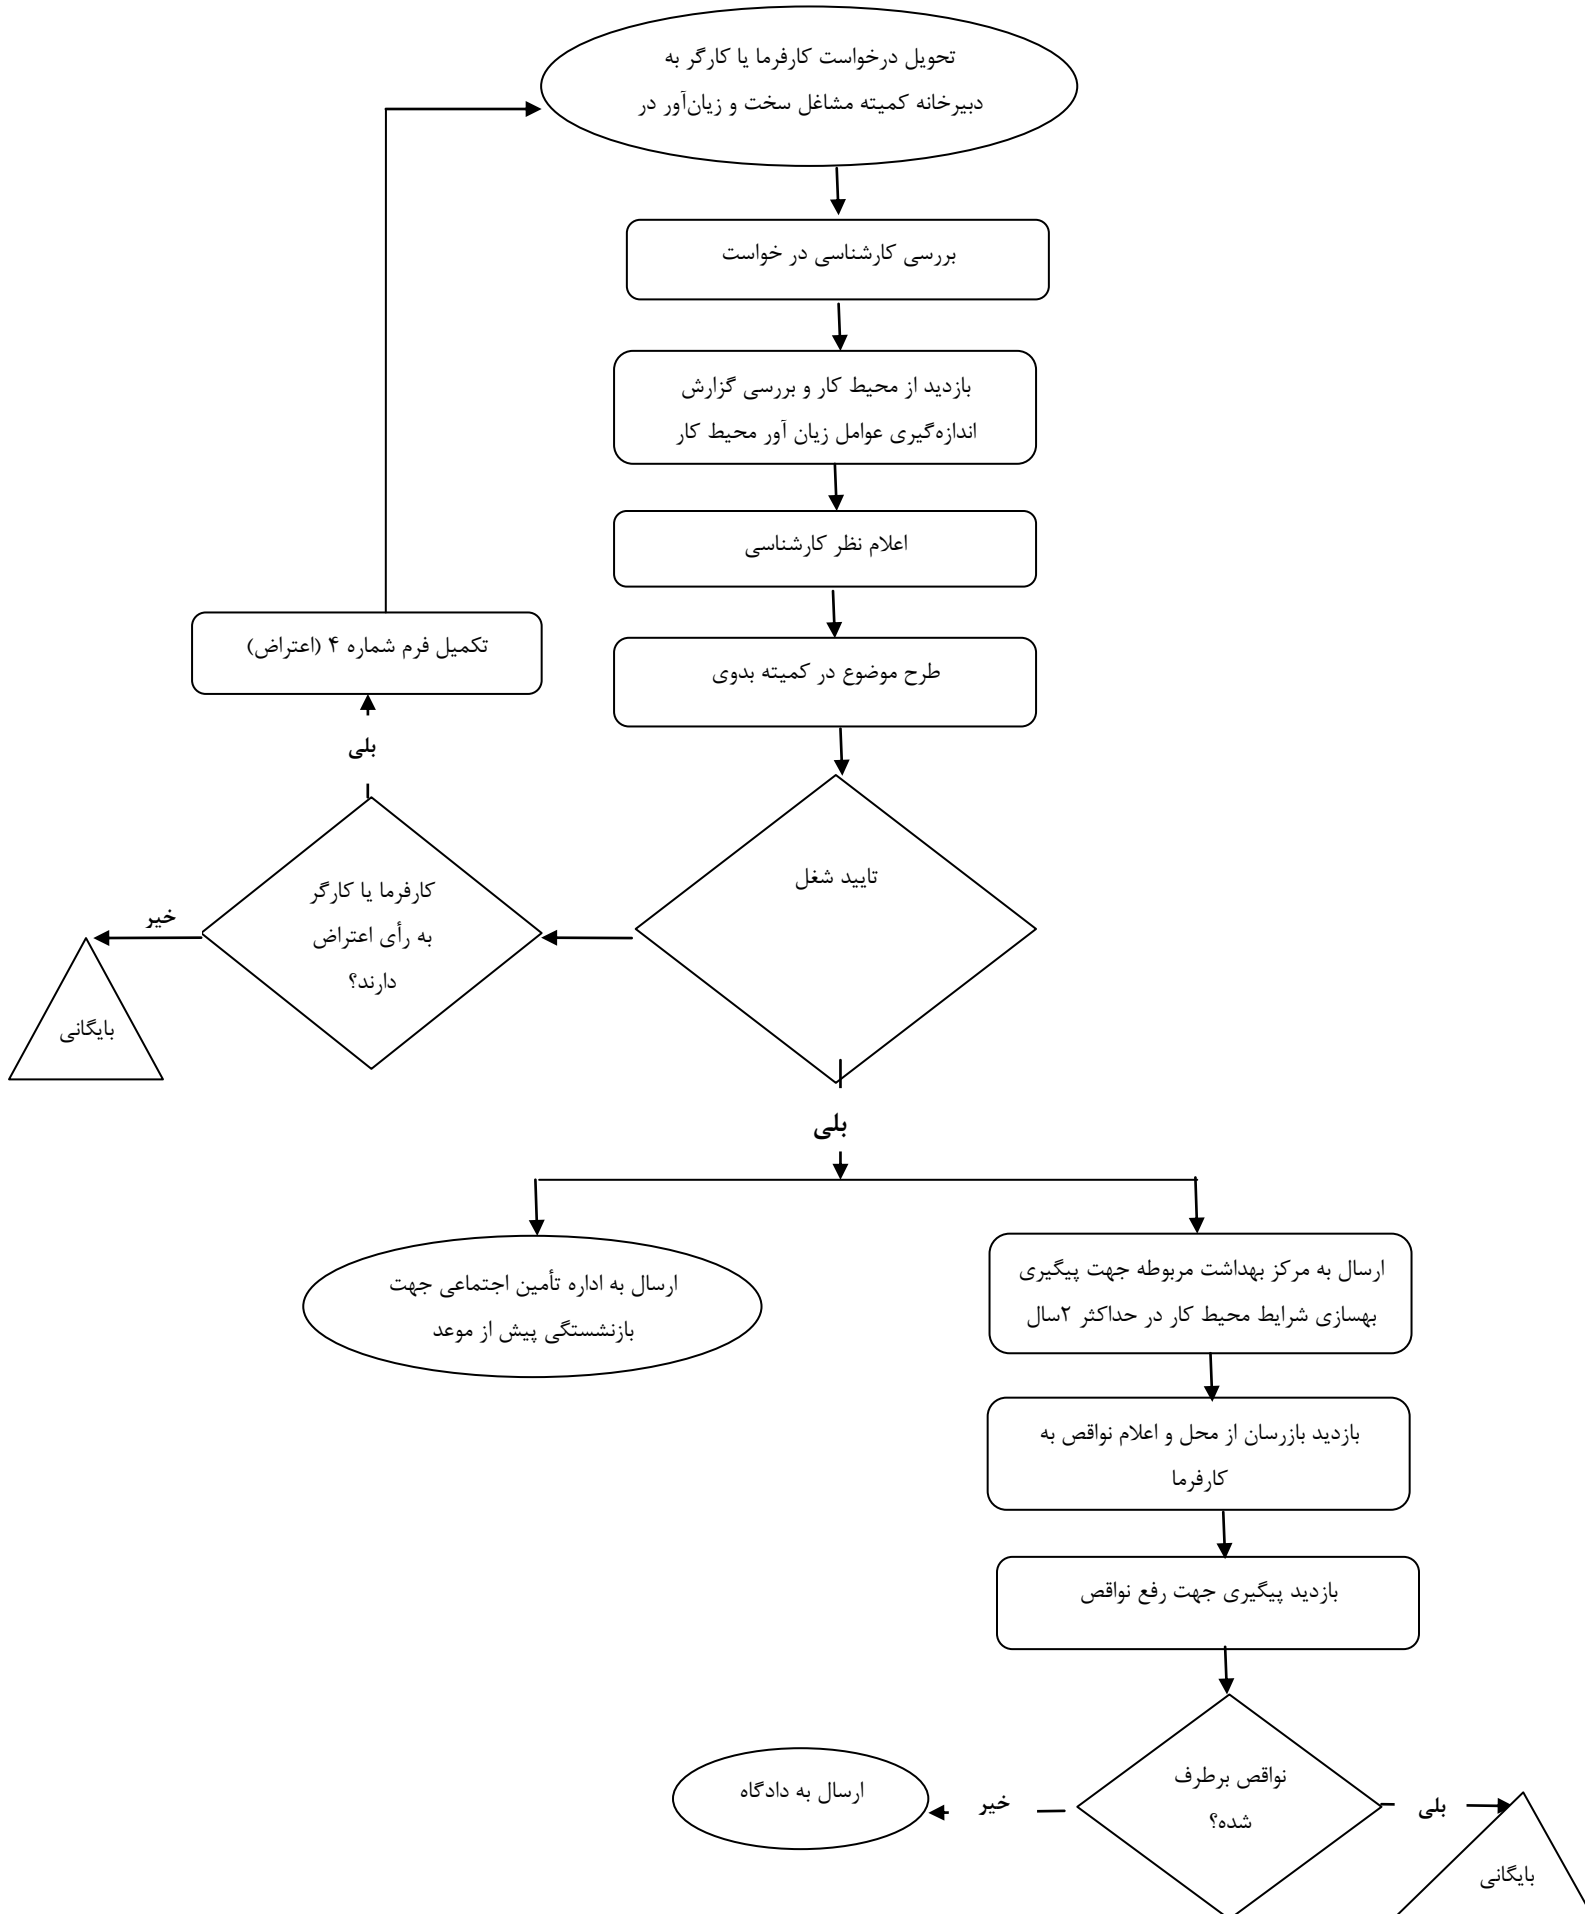 تحویل درخواست کارفرما یا کارگر به
دبیرخانه کمیته مشاغل سخت و زیان‌آور در
بررسی کارشناسی در خواست
بازدید از محیط کار و بررسی گزارش
اندازه‌گیری عوامل زیان آور محیط کار
اعلام نظر کارشناسی
تکمیل فرم شماره ۴ (اعتراض)
طرح موضوع در کمیته بدوی
بلی
تایید شغل
کارفرما یا کارگر
به رأی اعتراض
دارند؟
خیر
بایگانی
بلی
ارسال به مرکز بهداشت مربوطه جهت پیگیری
بهسازی شرایط محیط کار در حداکثر ۲سال
ارسال به اداره تأمین اجتماعی جهت
بازنشستگی پیش از موعد
بازدید بازرسان از محل و اعلام نواقص به
کارفرما
بازدید پیگیری جهت رفع نواقص
نواقص برطرف
شده؟
بلی
خیر
ارسال به دادگاه
بایگانی